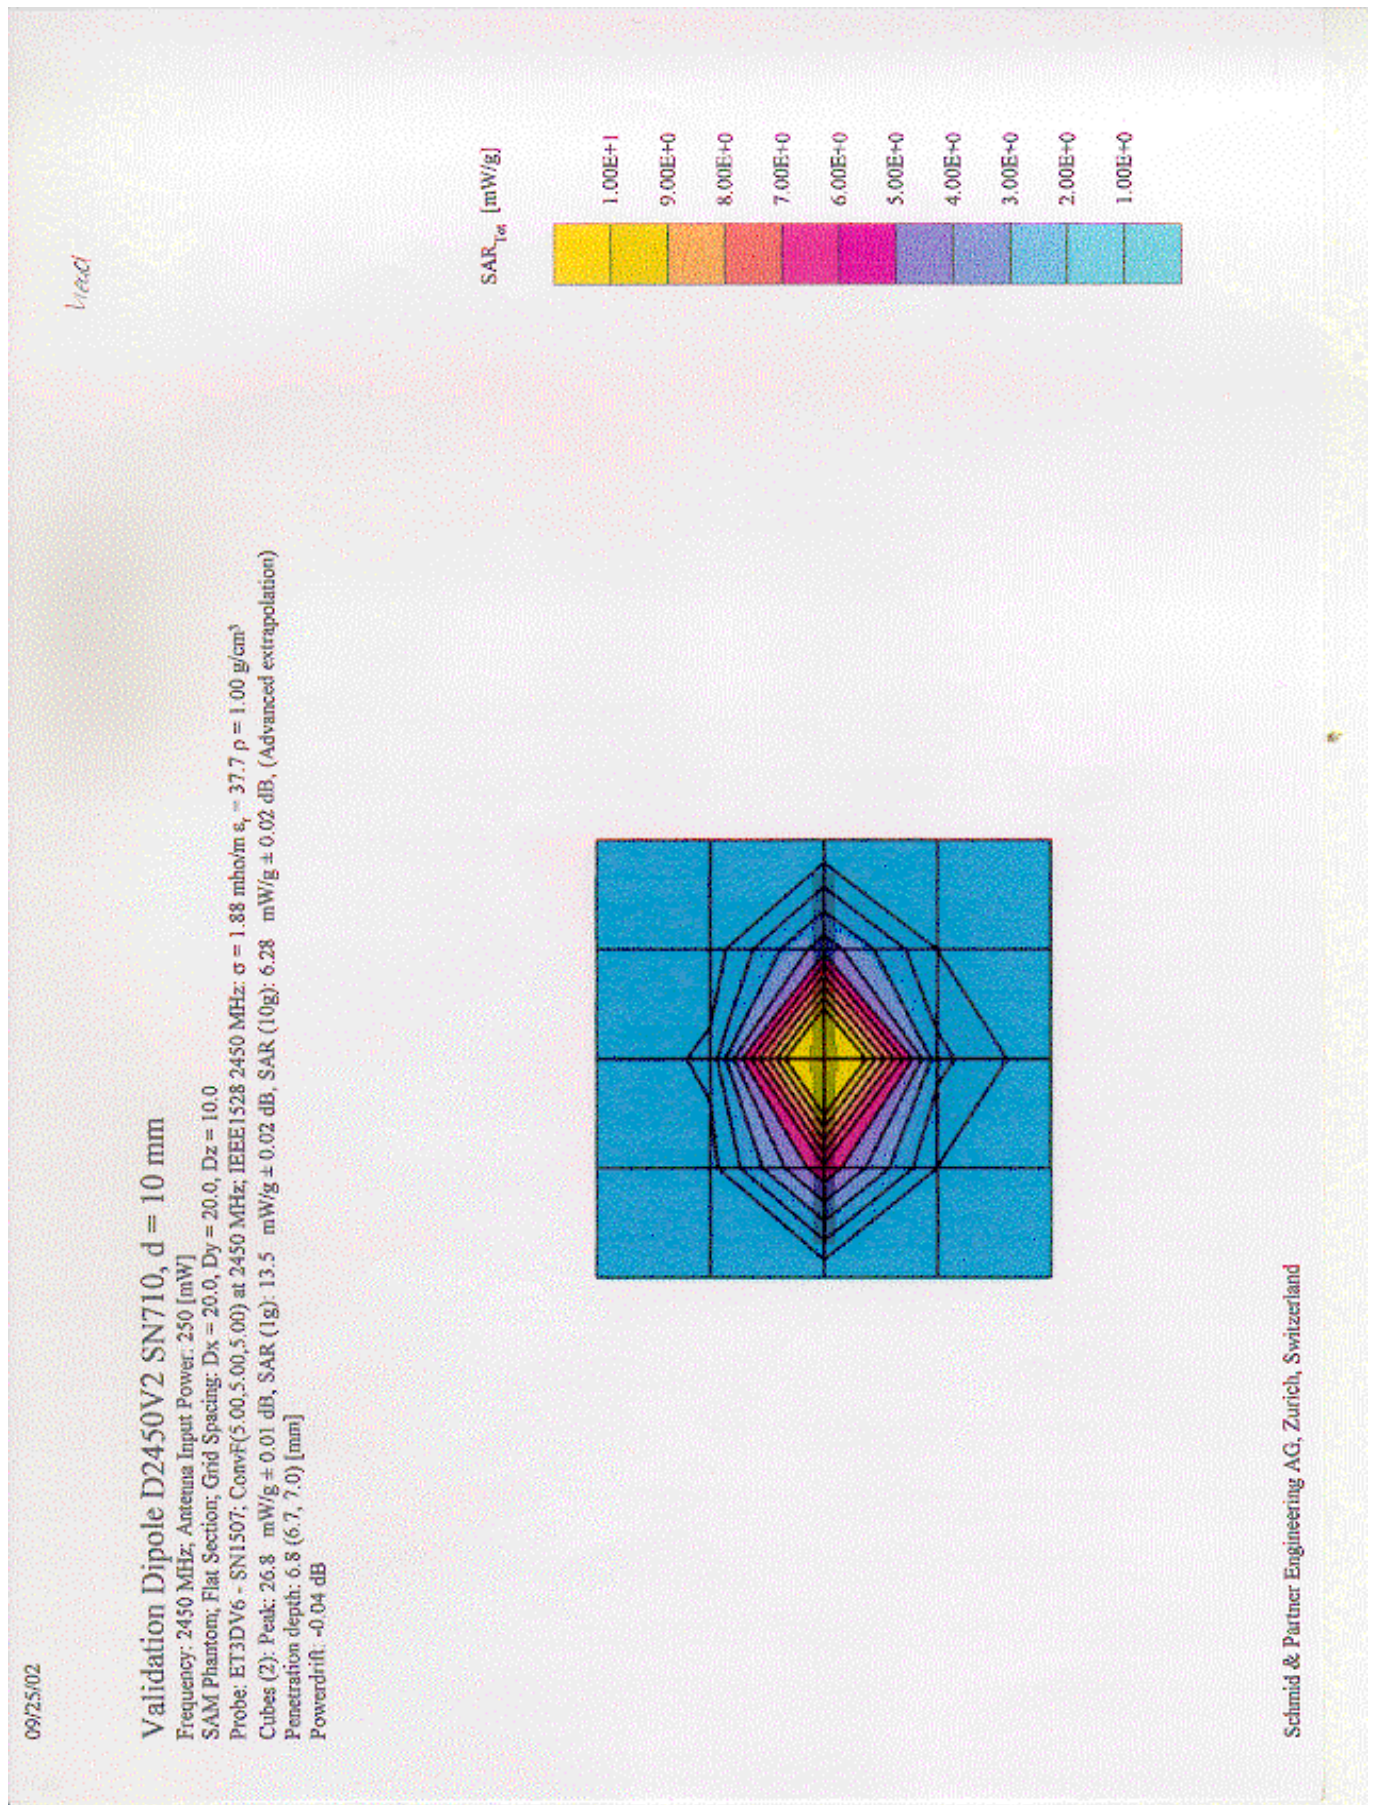 09/25/02
head
Validation Dipole D2450V2 SN710, d = 10 mm
Frequency: 2450 MHz; Antenna Input Power: 250 [mW]
SAM Phantom; Flat Section; Grid Spacing: Dx = 20.0, Dy = 20.0, Dz = 10.0
Probe: ET3DV6 - SN1507; ConvF(5.00,5.00,5.00) at 2450 MHz; IEEE1528 2450 MHz: σ = 1.88 mho/m εr = 37.7 ρ = 1.00 g/cm³
Cubes (2): Peak: 26.8 mW/g ± 0.01 dB, SAR (1g): 13.5 mW/g ± 0.02 dB, SAR (10g): 6.28 mW/g ± 0.02 dB, (Advanced extrapolation)
Penetration depth: 6.8 (6.7, 7.0) [mm]
Powerdrift: -0.04 dB
SAR Tot [mW/g]
1.00E+1
9.00E+0
8.00E+0
7.00E+0
6.00E+0
5.00E+0
4.00E+0
3.00E+0
2.00E+0
1.00E+0
Schmid & Partner Engineering AG, Zurich, Switzerland